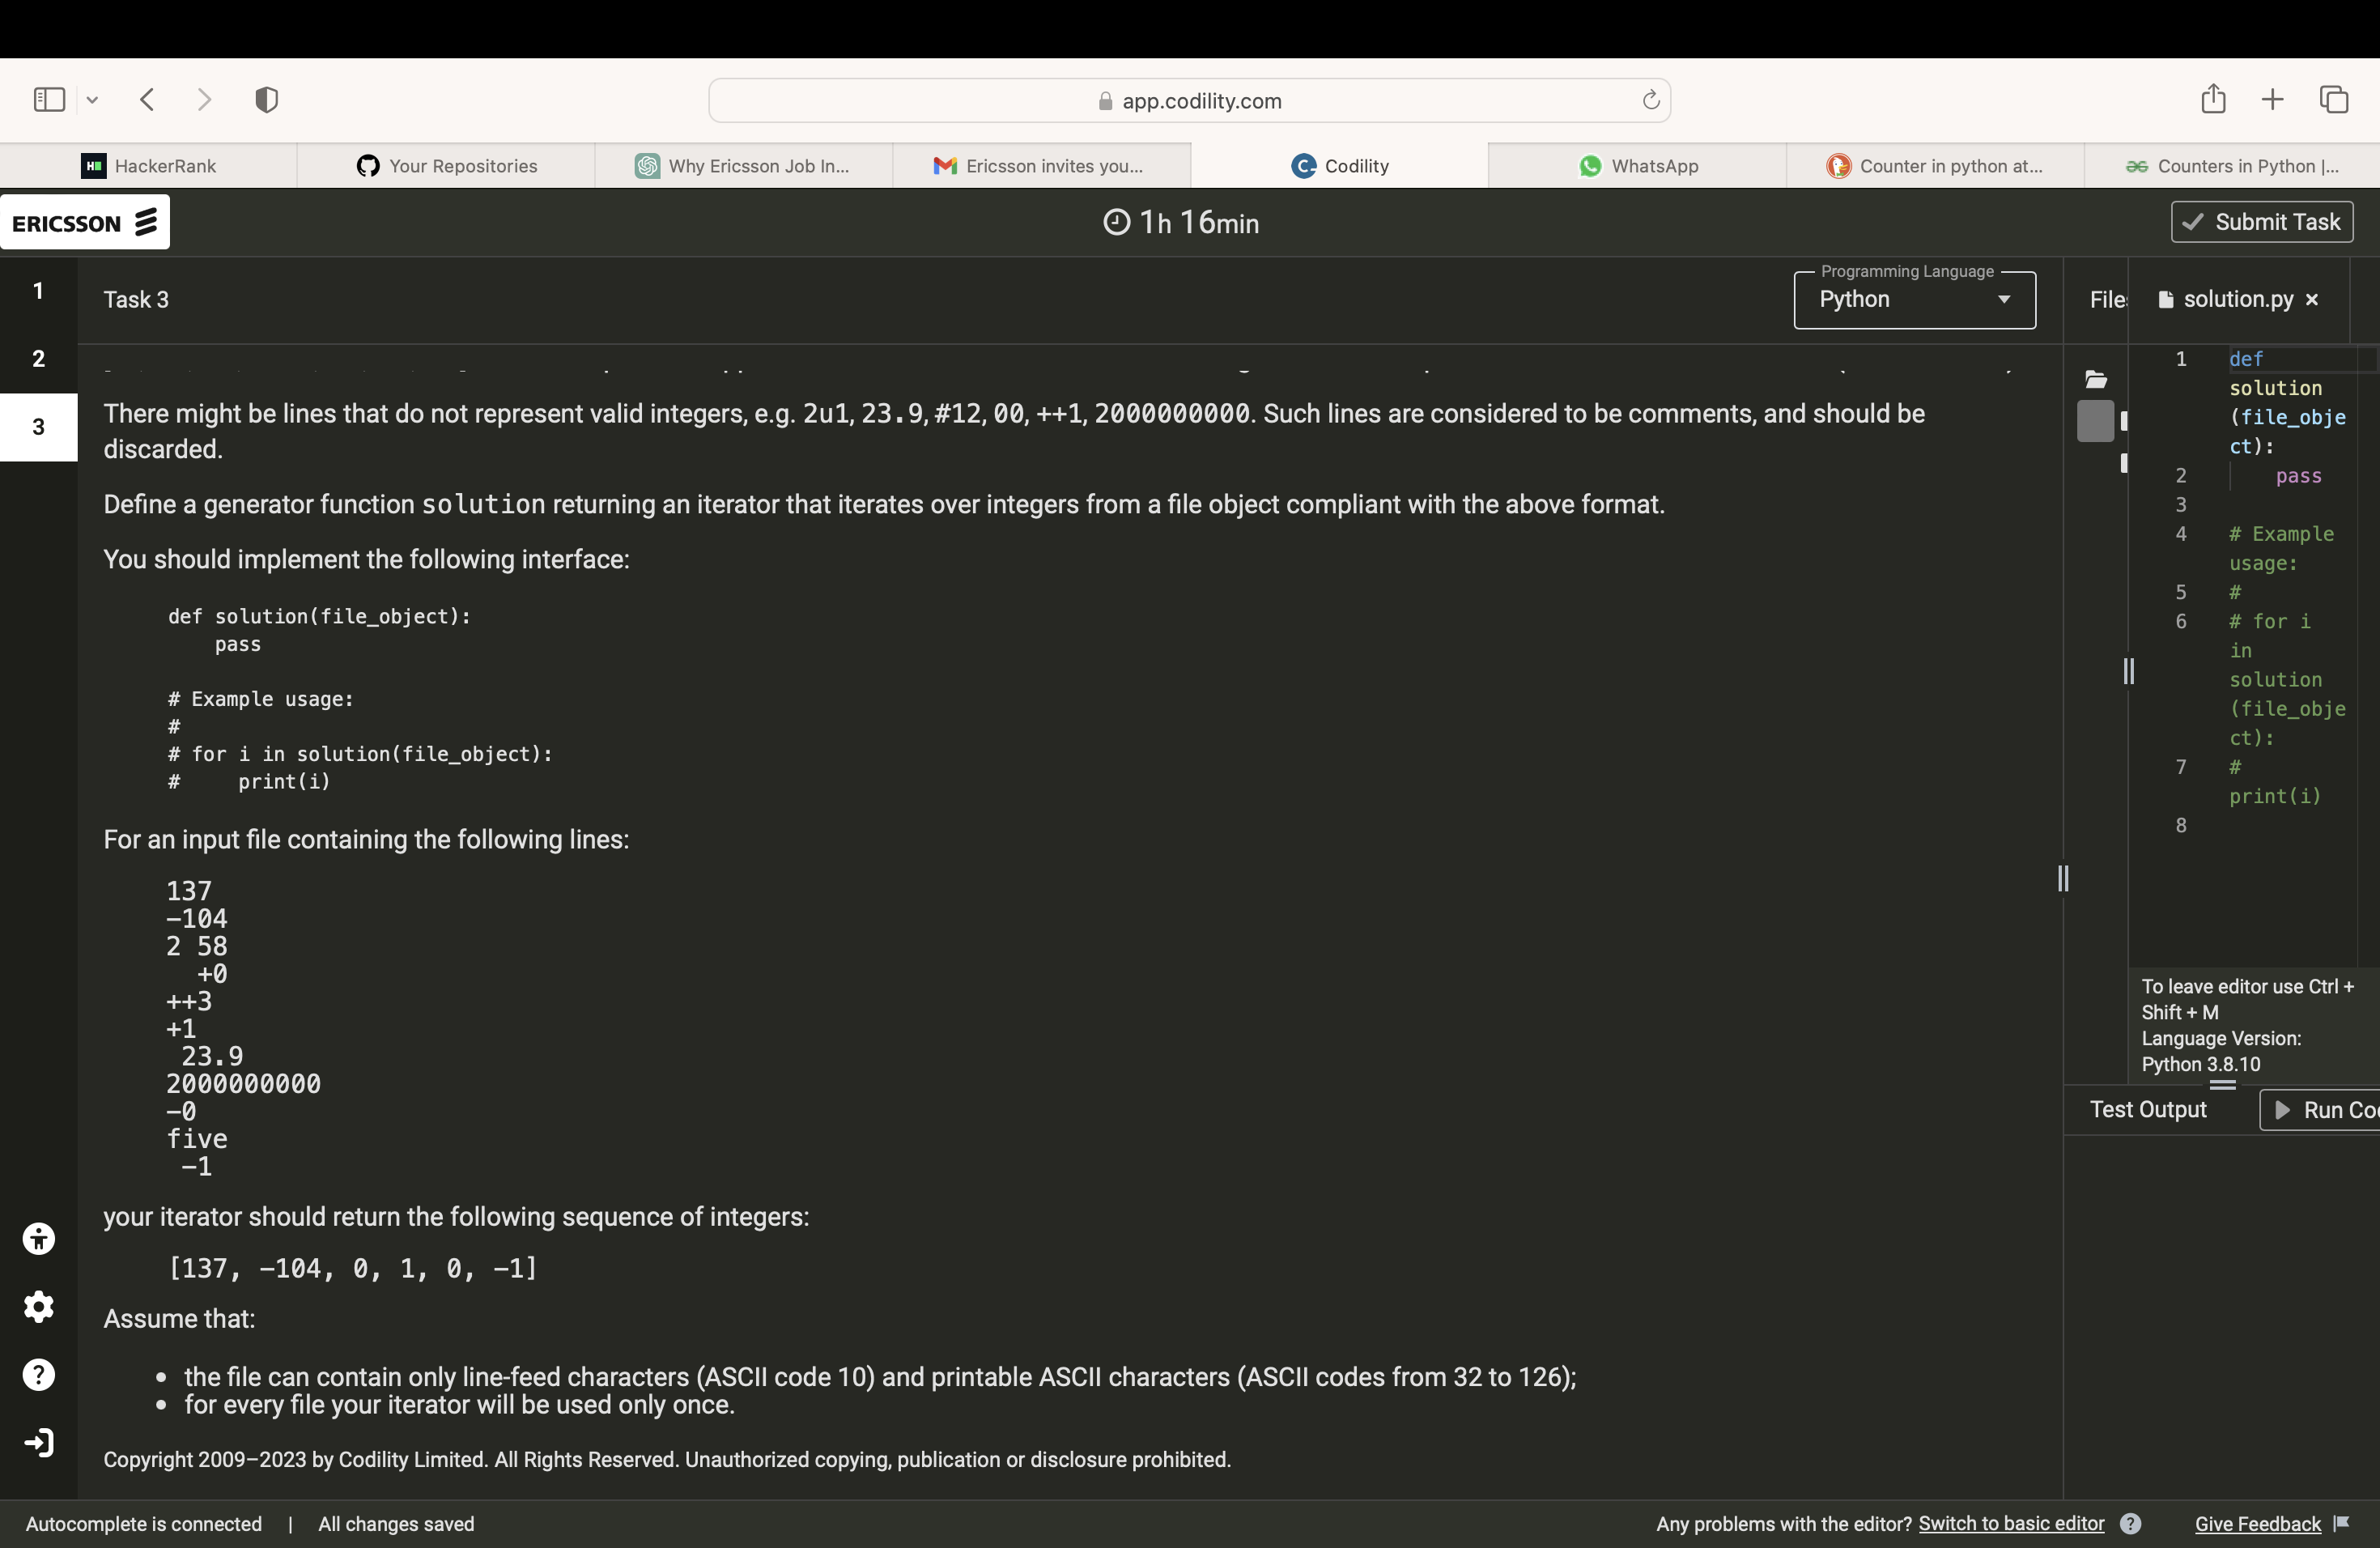 app.codility.com
HackerRank
Your Repositories
Why Ericsson Job In...
Ericsson invites you...
Codility
WhatsApp
Counter in python at...
Counters in Python |...
ERICSSON
1h 16min
Submit Task
1
2
3
Task 3
Programming Language
Python
There might be lines that do not represent valid integers, e.g. 2u1, 23.9, #12, 00, ++1, 2000000000. Such lines are considered to be comments, and should be
discarded.
Define a generator function solution returning an iterator that iterates over integers from a file object compliant with the above format.
You should implement the following interface:
def solution(file_object):
pass
# Example usage:
#
# for i in solution(file_object):
#     print(i)
For an input file containing the following lines:
137
-104
2 58
+0
++3
+1
23.9
2000000000
-0
five
-1
your iterator should return the following sequence of integers:
[137, -104, 0, 1, 0, -1]
Assume that:
• the file can contain only line-feed characters (ASCII code 10) and printable ASCII characters (ASCII codes from 32 to 126);
• for every file your iterator will be used only once.
Copyright 2009–2023 by Codility Limited. All Rights Reserved. Unauthorized copying, publication or disclosure prohibited.
File
solution.py ×
1 def
solution
(file_obje
ct):
2 pass
3
4 # Example
usage:
5 #
6 # for i
in
solution
(file_obje
ct):
7 #
print(i)
8
To leave editor use Ctrl +
Shift + M
Language Version:
Python 3.8.10
Test Output
Run Co
Autocomplete is connected | All changes saved
Any problems with the editor? Switch to basic editor ?
Give Feedback